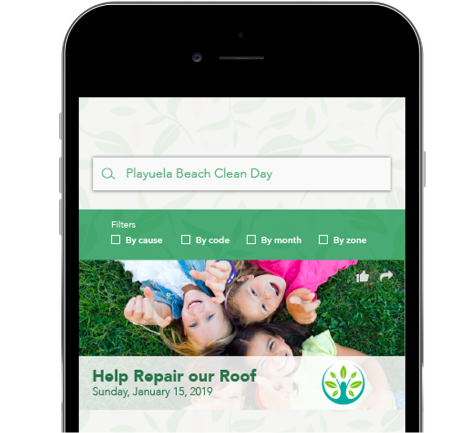 Playuela Beach Clean Day
Filters
By cause By code By month By zone
Help Repair our Roof
Sunday, January 15, 2019